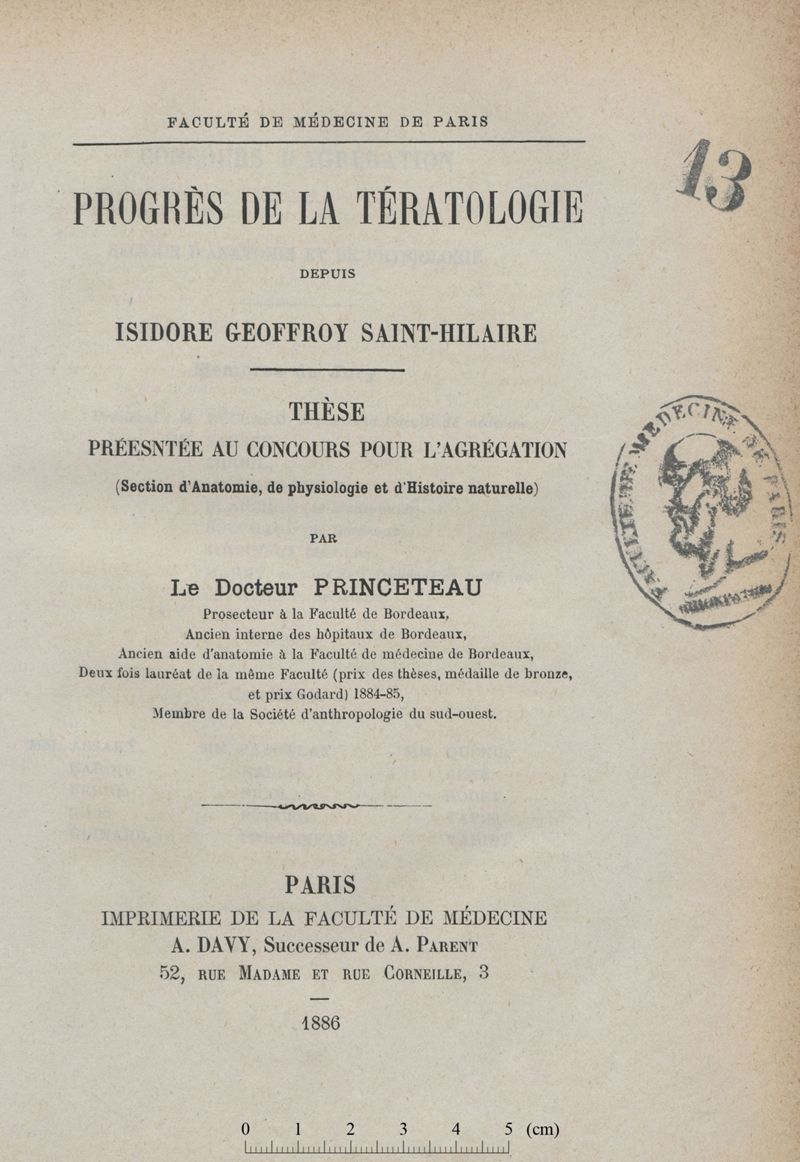 FACULTÉ DE MÉDECINE DE PARIS
13
PROGRÈS DE LA TÉRATOLOGIE
DEPUIS
ISIDORE GEOFFROY SAINT-HILAIRE
THÈSE
PRÉESNTÉE AU CONCOURS POUR L'AGRÉGATION
(Section d'Anatomie, de physiologie et d'Histoire naturelle)
PAR
Le Docteur PRINCETEAU
Prosecteur à la Faculté de Bordeaux,
Ancien interne des hôpitaux de Bordeaux,
Ancien aide d'anatomie à la Faculté de médecine de Bordeaux,
Deux fois lauréat de la même Faculté (prix des thèses, médaille de bronze,
et prix Godard) 1884-85,
Membre de la Société d'anthropologie du sud-ouest.
FACULTÉ DE MEDECINE DE PARIS
PARIS
IMPRIMERIE DE LA FACULTÉ DE MÉDECINE
A. DAVY, Successeur de A. PARENT
52, RUE MADAME ET RUE CORNEILLE, 3
1886
0 1 2 3 4 5 (cm)